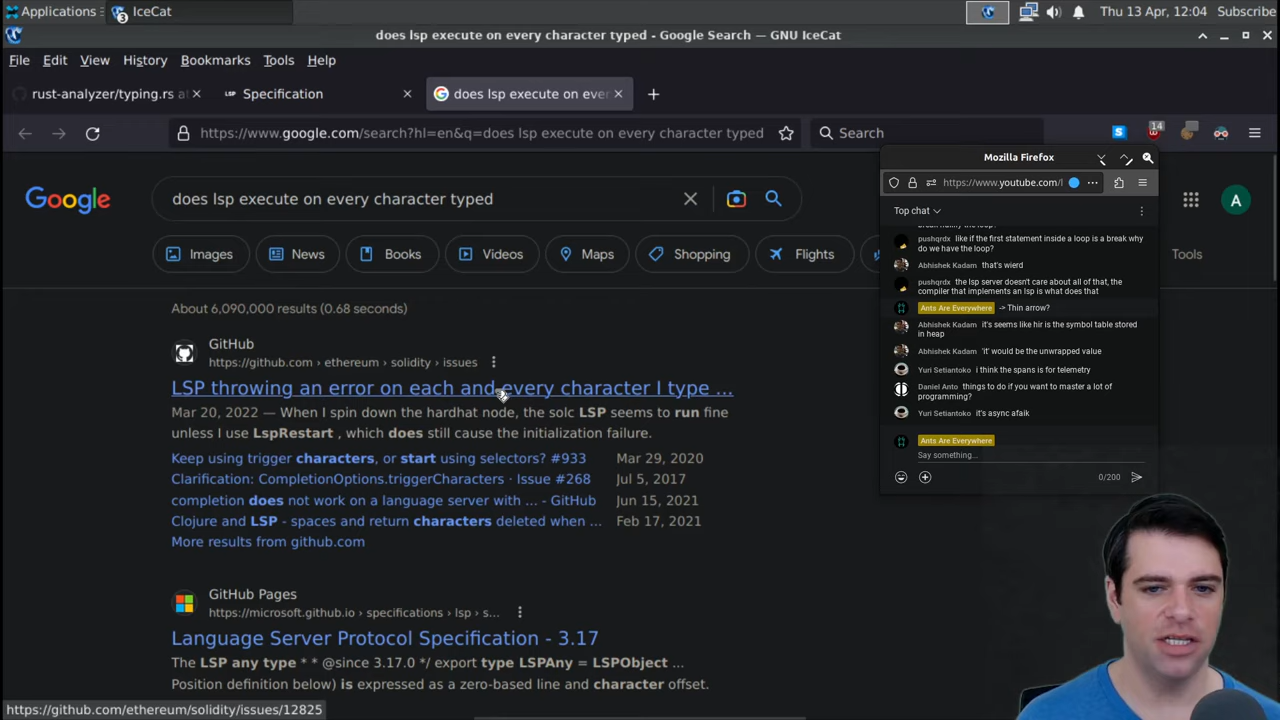 Applications
3
IceCat
Thu 13 Apr, 12:04
Subscribe
does lsp execute on every character typed - Google Search — GNU IceCat
File Edit View History Bookmarks Tools Help
rust-analyzer/typing.rs at
LSP Specification
does lsp execute on ever
https://www.google.com/search?hl=en&q=does lsp execute on every character typed
Search
S
14
Mozilla Firefox
https://www.youtube.com/l
Google
does lsp execute on every character typed
Top chat
A
Images
News
Books
Videos
Maps
Shopping
Flights
Tools
About 6,090,000 results (0.68 seconds)
pushqrdx like if the first statement inside a loop is a break why
do we have the loop?
Abhishek Kadam that's wierd
pushqrdx the lsp server doesn't care about all of that, the
compiler that implements an lsp is what does that
Ants Are Everywhere -> Thin arrow?
Abhishek Kadam it's seems like hir is the symbol table stored
in heap
Abhishek Kadam 'it' would be the unwrapped value
Yuri Setiantoko i think the spans is for telemetry
Daniel Anto things to do if you want to master a lot of
programming?
Yuri Setiantoko it's async afaik
Ants Are Everywhere
Say something...
0/200
GitHub
https://github.com › ethereum › solidity › issues
LSP throwing an error on each and every character I type ...
Mar 20, 2022 — When I spin down the hardhat node, the solc LSP seems to run fine
unless I use LspRestart , which does still cause the initialization failure.
Keep using trigger characters, or start using selectors? #933 Mar 29, 2020
Clarification: CompletionOptions.triggerCharacters · Issue #268 Jul 5, 2017
completion does not work on a language server with ... - GitHub Jun 15, 2021
Clojure and LSP - spaces and return characters deleted when ... Feb 17, 2021
More results from github.com
GitHub Pages
https://microsoft.github.io › specifications › lsp › s...
Language Server Protocol Specification - 3.17
The LSP any type * * @since 3.17.0 */ export type LSPAny = LSPObject ...
Position definition below) is expressed as a zero-based line and character offset.
https://github.com/ethereum/solidity/issues/12825